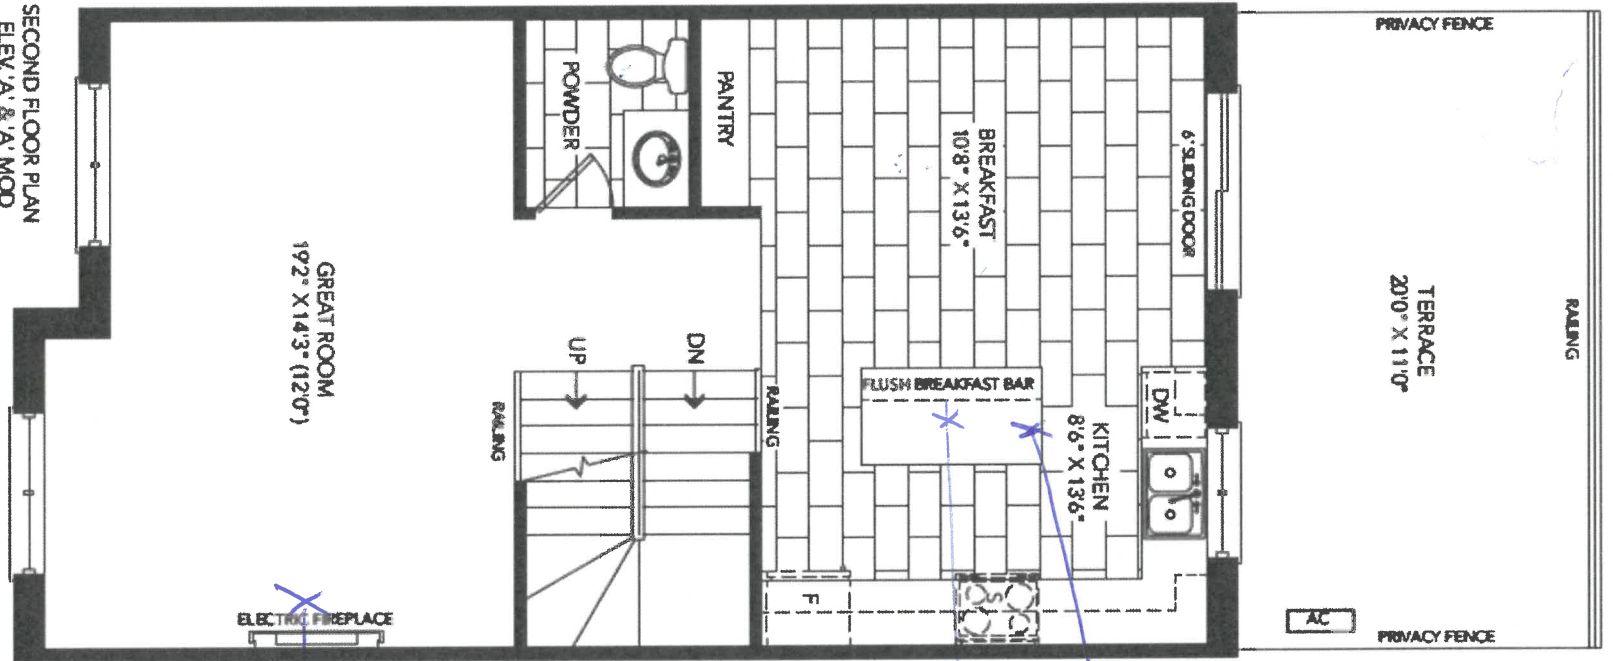 SECOND FLOOR PLAN
ELEV. 'A' & 'A' MOD
GREAT ROOM
19'2" X 14'3" (12'0")
ELECTRIC FIREPLACE
POWDER
PANTRY
UP
DN
RAILING
RAILING
BREAKFAST
10'8" X 13'6"
6' SLIDING DOOR
FLUSH BREAKFAST BAR
KITCHEN
8'6" X 13'6"
DW
F
S
PRIVACY FENCE
TERRACE
20'0" X 11'0"
RAILING
AC
PRIVACY FENCE